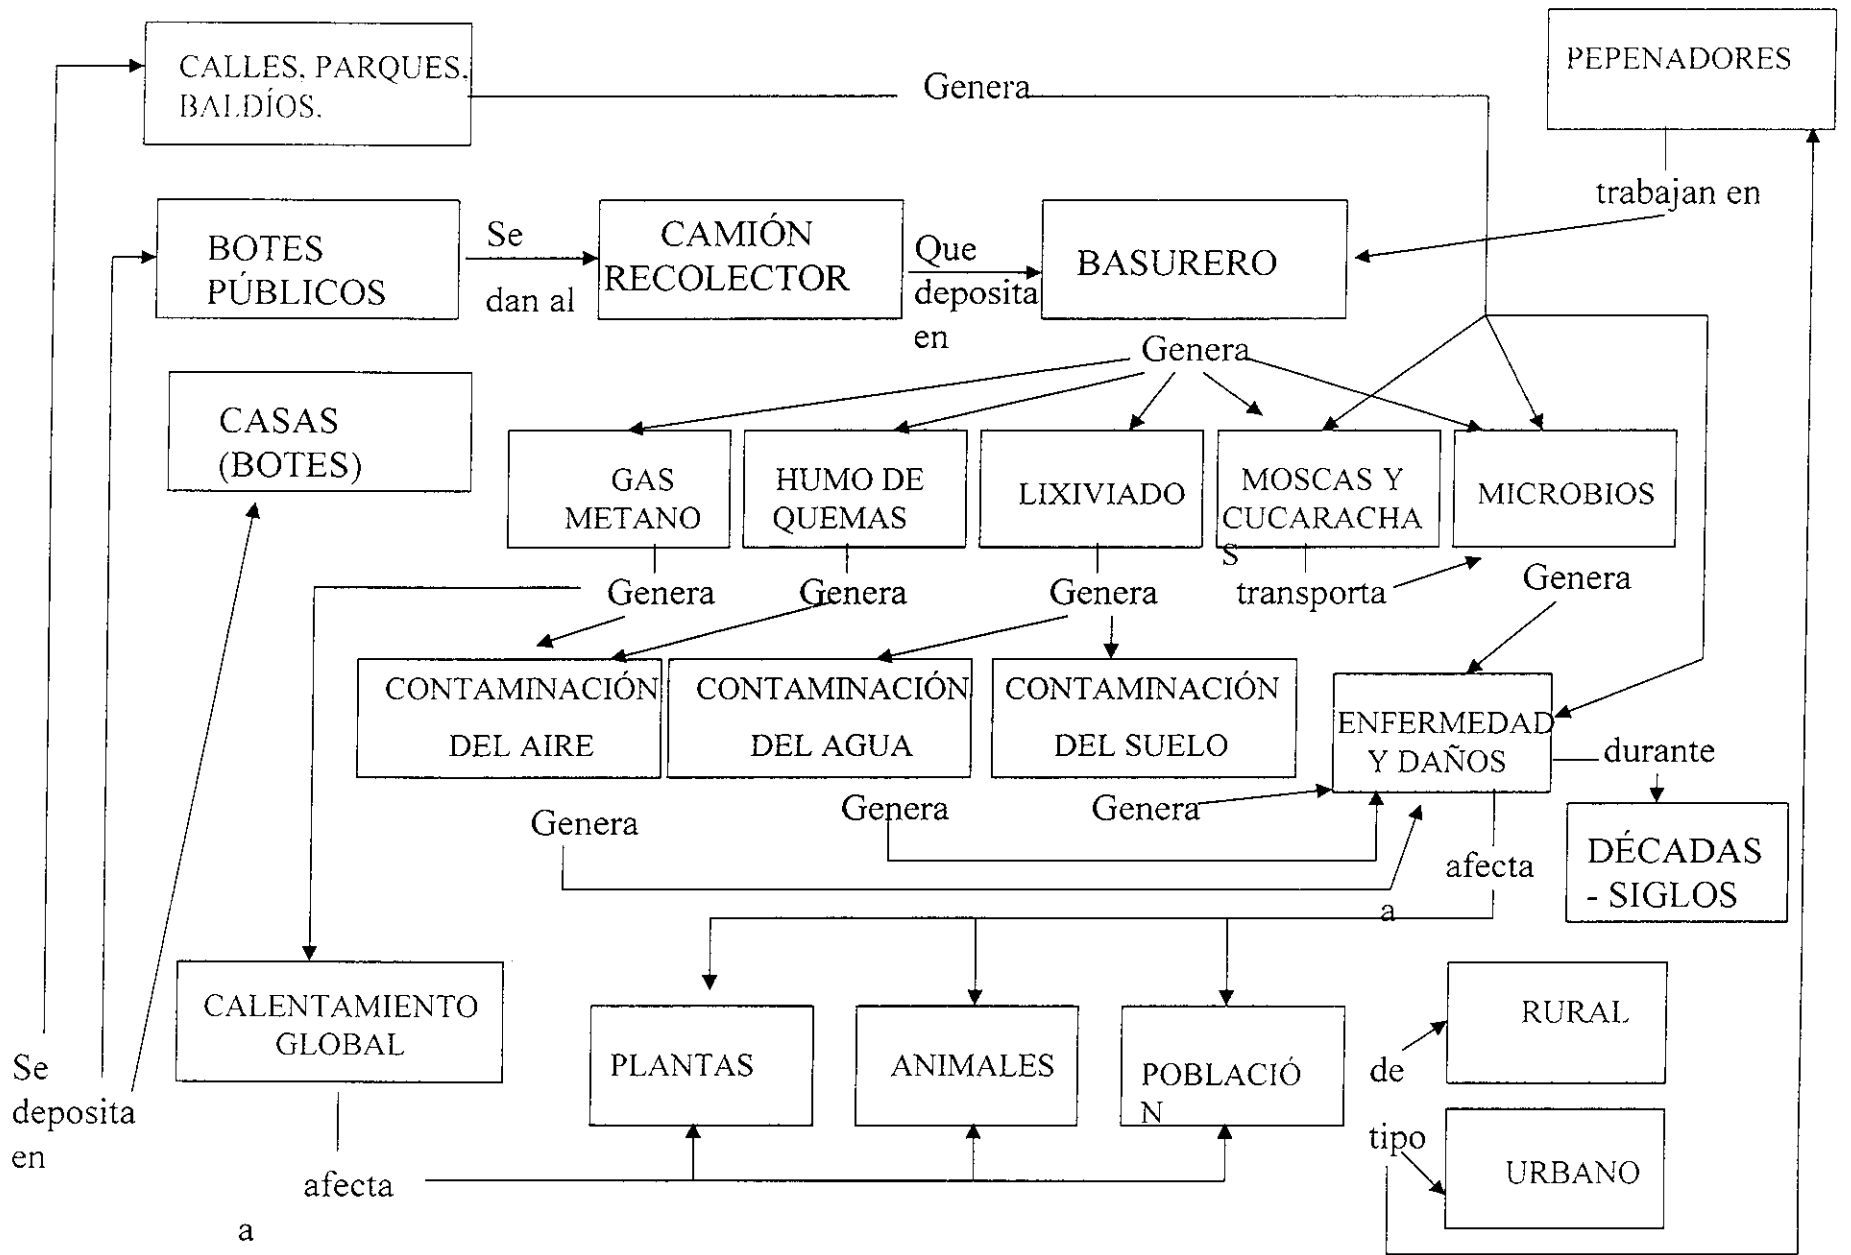 CALLES, PARQUES,
BALDÍOS.
Genera
PEPENADORES
trabajan en
BOTES
PÚBLICOS
Se
dan al
CAMIÓN
RECOLECTOR
Que
deposita
en
BASURERO
Genera
CASAS
(BOTES)
GAS
METANO
HUMO DE
QUEMAS
LIXIVIADO
MOSCAS Y
CUCARACHA
S
MICROBIOS
Genera
Genera
Genera
transporta
Genera
CONTAMINACIÓN
DEL AIRE
CONTAMINACIÓN
DEL AGUA
CONTAMINACIÓN
DEL SUELO
ENFERMEDAD
Y DAÑOS
durante
Genera
Genera
Genera
afecta
a
DÉCADAS
- SIGLOS
CALENTAMIENTO
GLOBAL
PLANTAS
ANIMALES
POBLACIÓ
N
de
tipo
RURAL
URBANO
Se
deposita
en
afecta
a